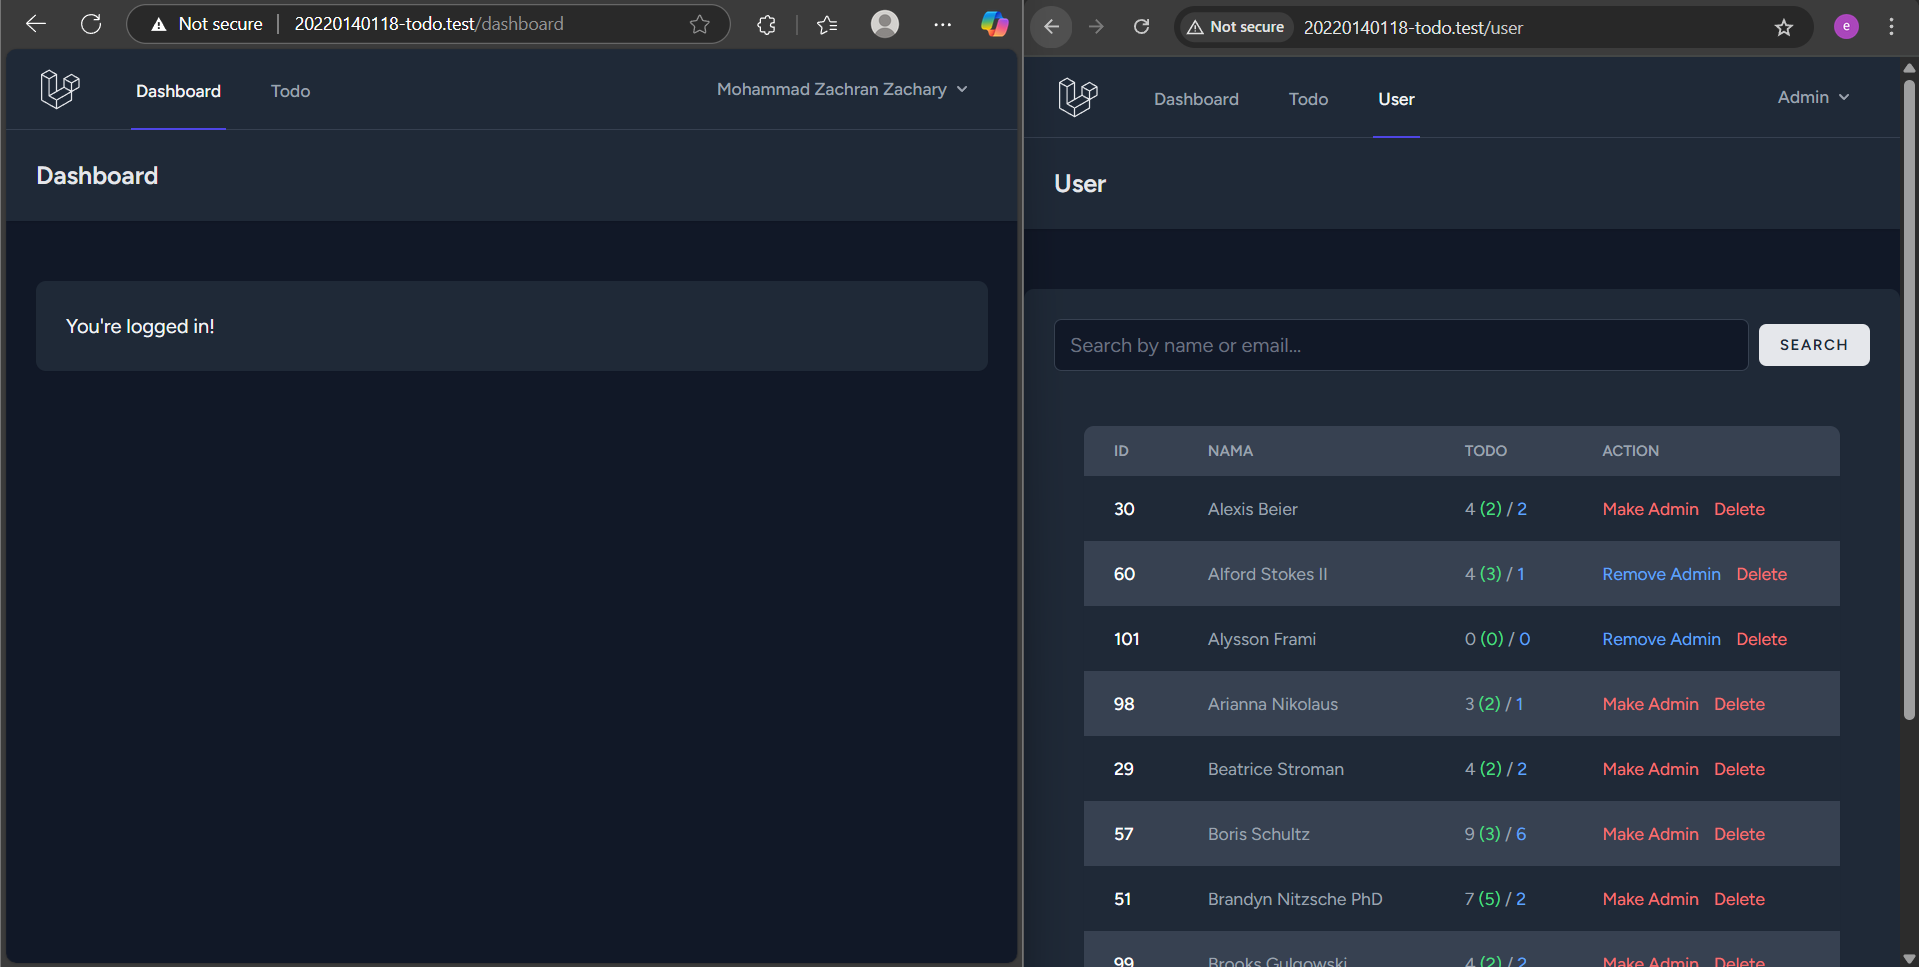 Not secure 20220140118-todo.test/dashboard
Dashboard Todo Mohammad Zachran Zachary
Dashboard
You're logged in!
Not secure 20220140118-todo.test/user e
Dashboard Todo User Admin
User
Search by name or email... SEARCH
ID NAMA TODO ACTION
30 Alexis Beier 4 (2) / 2 Make Admin Delete
60 Alford Stokes II 4 (3) / 1 Remove Admin Delete
101 Alysson Frami 0 (0) / 0 Remove Admin Delete
98 Arianna Nikolaus 3 (2) / 1 Make Admin Delete
29 Beatrice Stroman 4 (2) / 2 Make Admin Delete
57 Boris Schultz 9 (3) / 6 Make Admin Delete
51 Brandyn Nitzsche PhD 7 (5) / 2 Make Admin Delete
99 Brooks Gulgowski 4 (2) / 2 Make Admin Delete